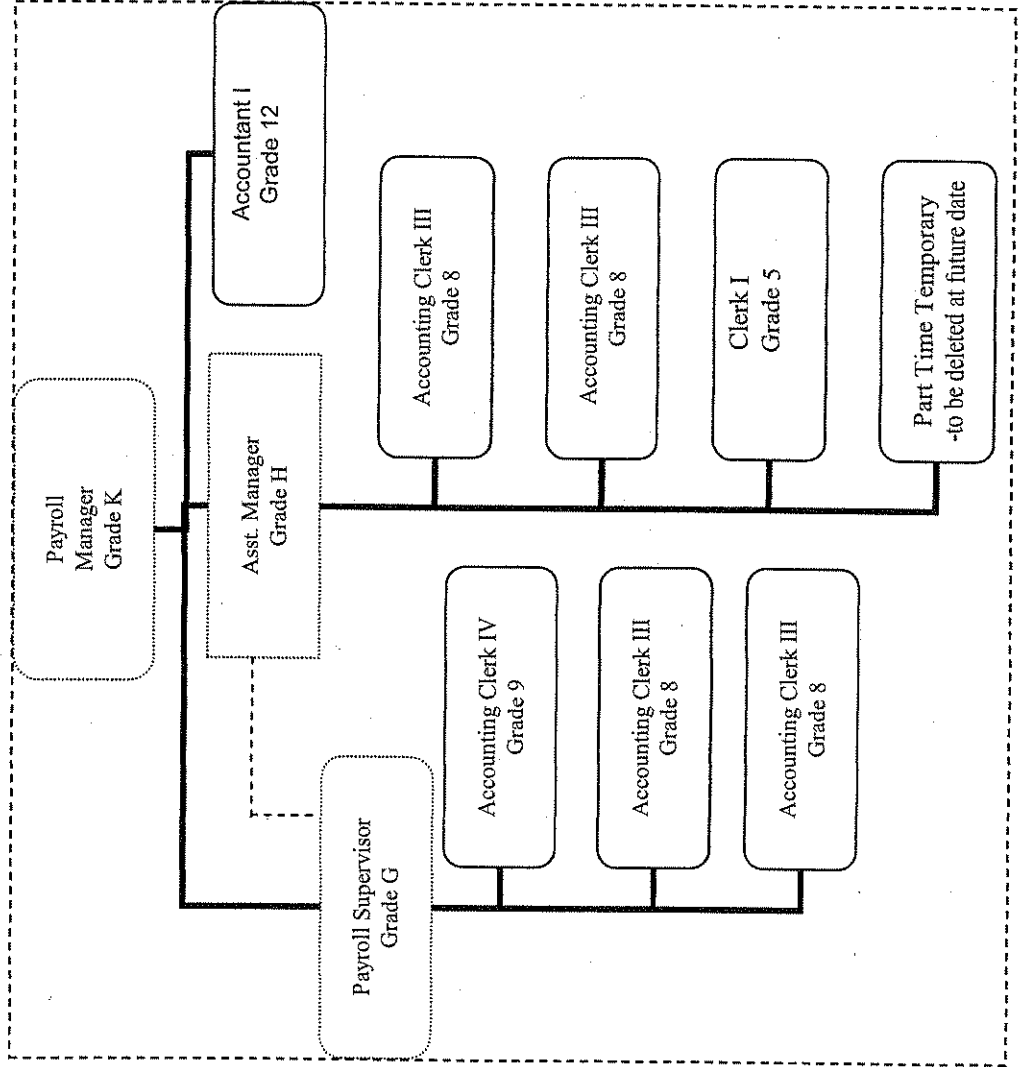 Payroll
Manager
Grade K
Payroll Supervisor
Grade G
Asst. Manager
Grade H
Accountant I
Grade 12
Accounting Clerk IV
Grade 9
Accounting Clerk III
Grade 8
Accounting Clerk III
Grade 8
Accounting Clerk III
Grade 8
Accounting Clerk III
Grade 8
Clerk I
Grade 5
Part Time Temporary
-to be deleted at future date